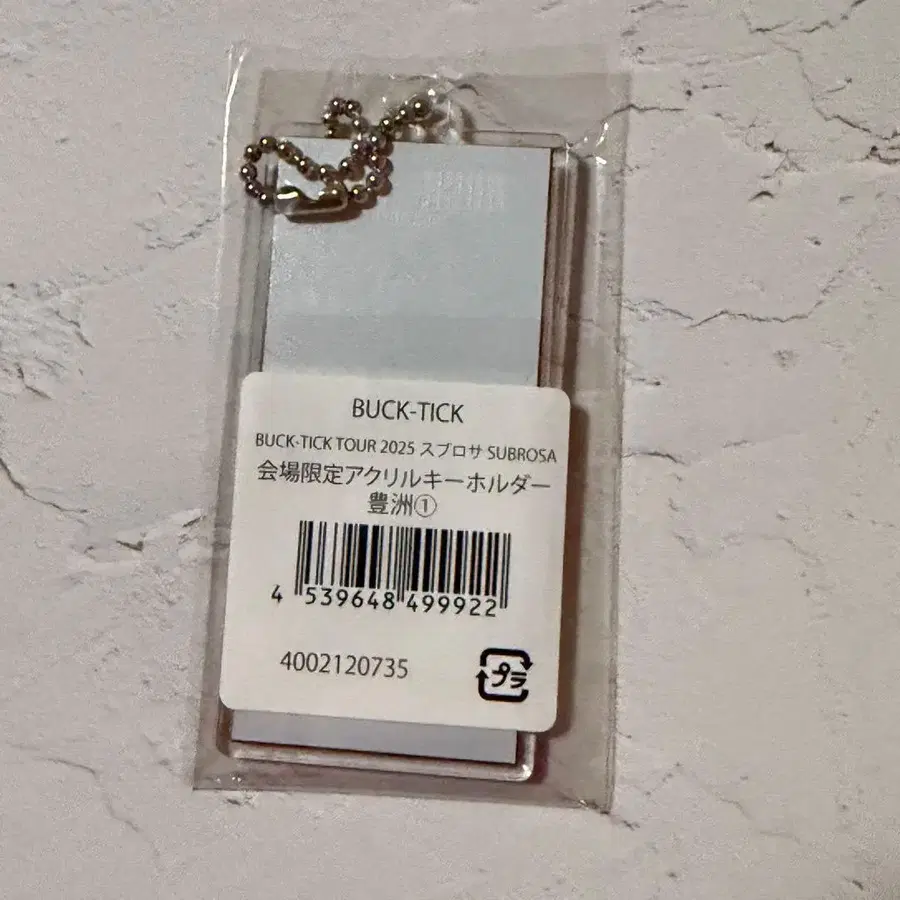 BUCK-TICK
BUCK-TICK TOUR 2025 スブロサ SUBROSA
会場限定アクリルキーホルダー
豊洲①
4 539648 499922
4002120735
プラ